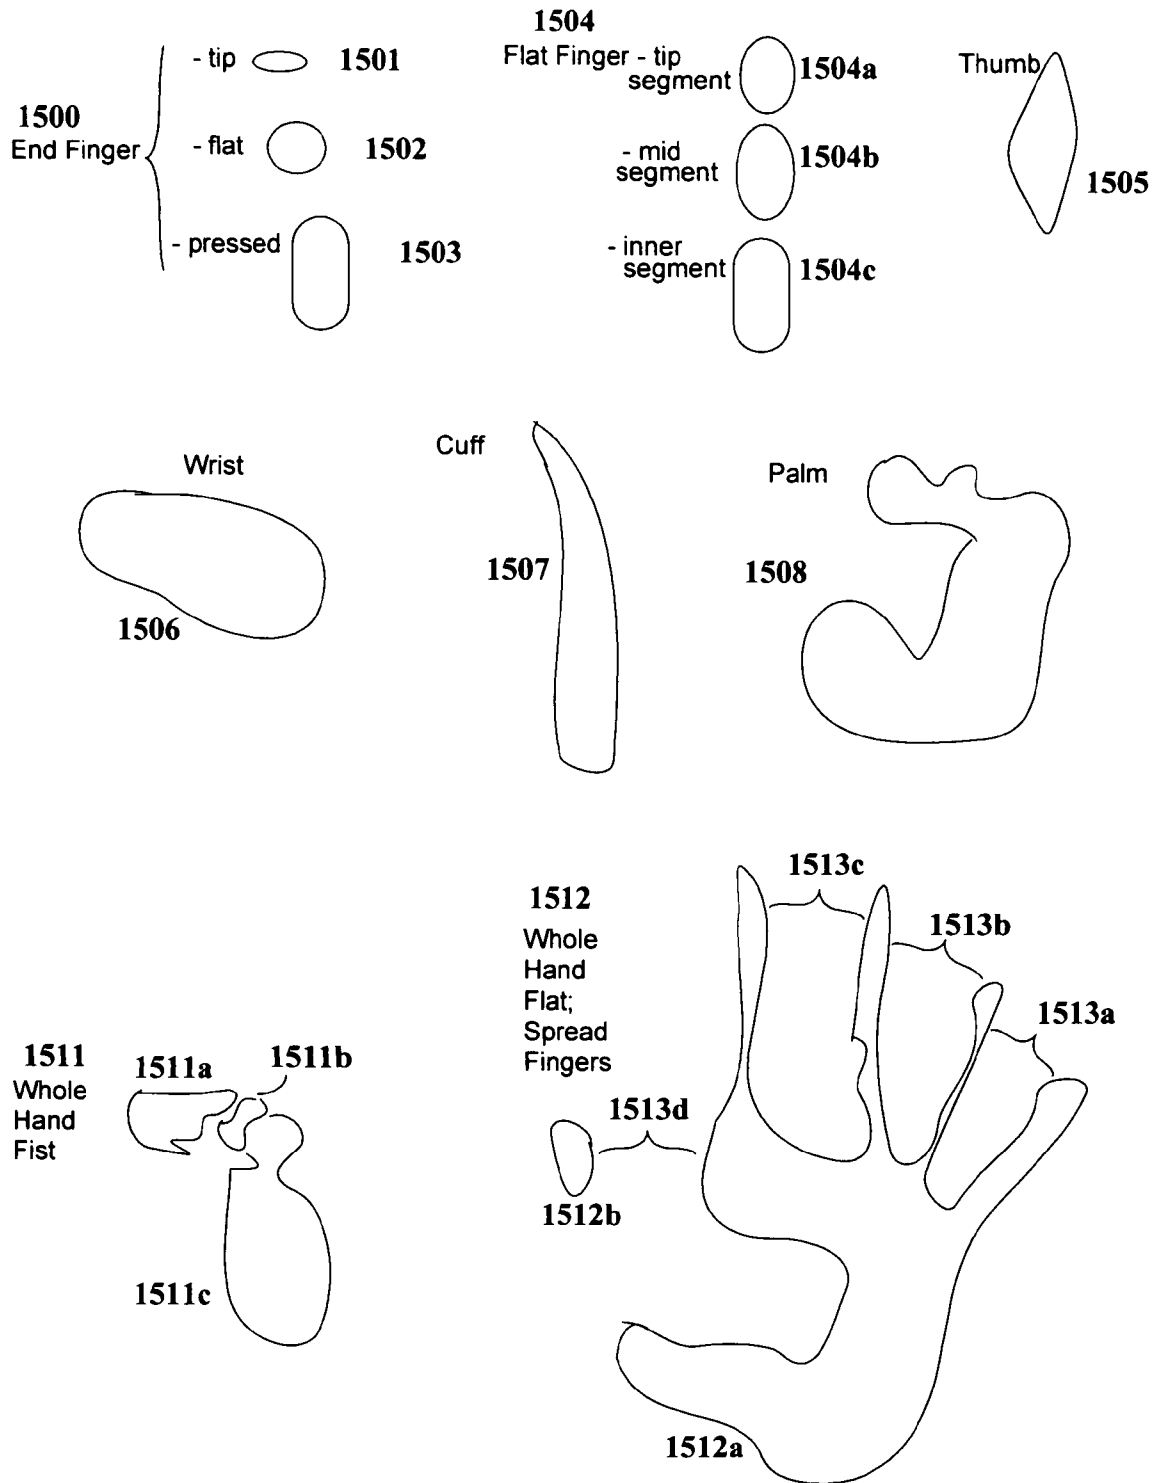 1500
End Finger
- tip
1501
- flat
1502
- pressed
1503
1504
Flat Finger - tip
segment
1504a
- mid
segment
1504b
- inner
segment
1504c
Thumb
1505
Wrist
1506
Cuff
1507
Palm
1508
1511
Whole
Hand
Fist
1511a
1511b
1511c
1512
Whole
Hand
Flat;
Spread
Fingers
1513c
1513b
1513a
1513d
1512b
1512a